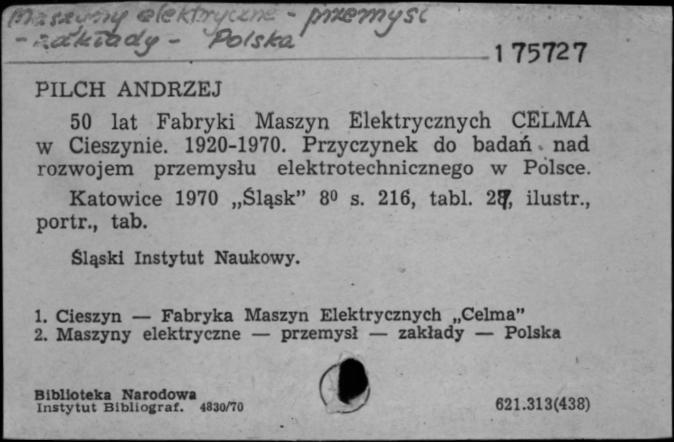 Maszyny elektryczne - przemysł
- zakłady - Polska
175727
PILCH ANDRZEJ
50 lat Fabryki Maszyn Elektrycznych CELMA
w Cieszynie. 1920-1970. Przyczynek do badań nad
rozwojem przemysłu elektrotechnicznego w Polsce.
Katowice 1970 „Śląsk” 8⁰ s. 216, tabl. 27, ilustr.,
portr., tab.
Śląski Instytut Naukowy.
1. Cieszyn — Fabryka Maszyn Elektrycznych „Celma”
2. Maszyny elektryczne — przemysł — zakłady — Polska
Biblioteka Narodowa
Instytut Bibliograf. 4830/70
621.313(438)